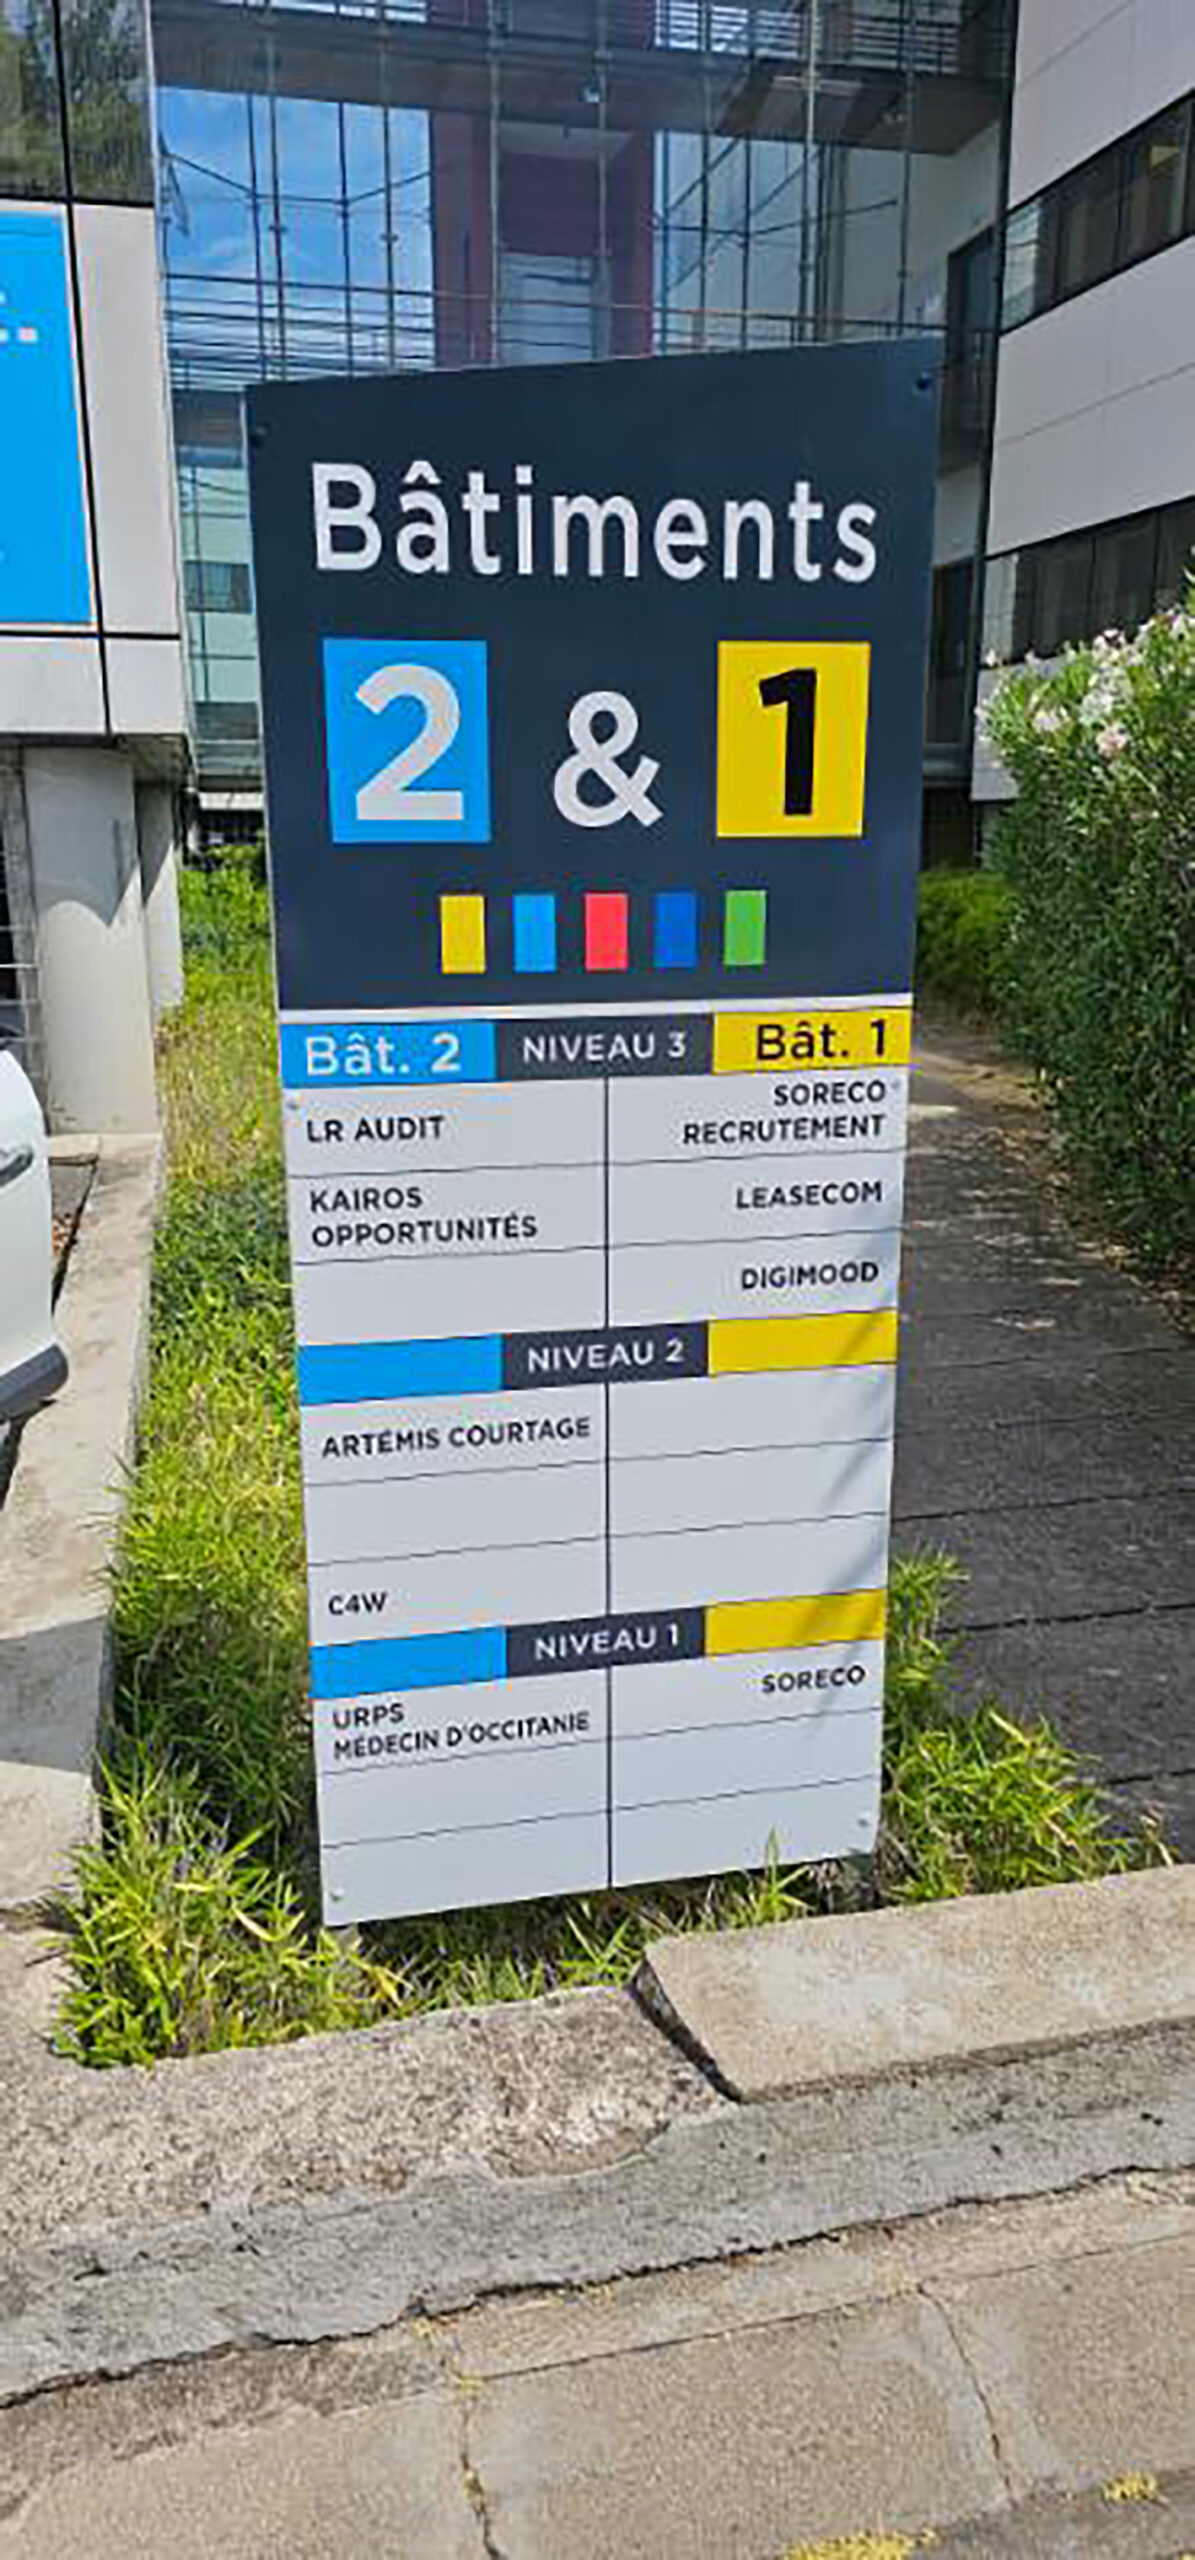 Bâtiments
2 & 1
Bât. 2 NIVEAU 3 Bât. 1
LR AUDIT
SORECO
RECRUTEMENT
KAIROS
OPPORTUNITÉS
LEASECOM
DIGIMOOD
NIVEAU 2
ARTÉMIS COURTAGE
C4W
NIVEAU 1
URPS
MÉDECIN D'OCCITANIE
SORECO